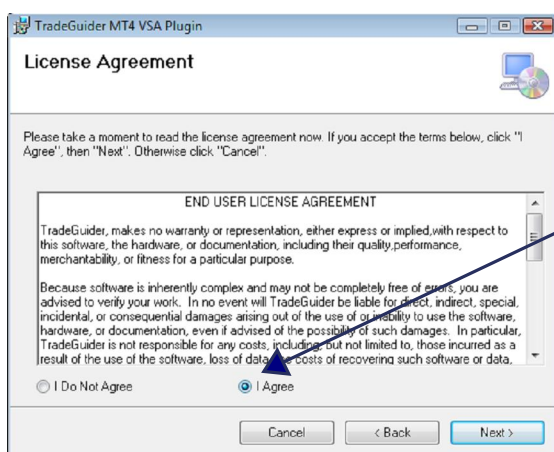 TradeGuider MT4 VSA Plugin
License Agreement
Please take a moment to read the license agreement now. If you accept the terms below, click "I
Agree", then "Next". Otherwise click "Cancel".
END USER LICENSE AGREEMENT
TradeGuider, makes no warranty or representation, either express or implied,with respect to
this software, the hardware, or documentation, including their quality,performance,
merchantability, or fitness for a particular purpose.
Because software is inherently complex and may not be completely free of errors, you are
advised to verify your work. In no event will TradeGuider be liable for direct, indirect, special,
incidental, or consequential damages arising out of the use of or inability to use the software,
hardware, or documentation, even if advised of the possibility of such damages. In particular,
TradeGuider is not responsible for any costs, including, but not limited to, those incurred as a
result of the use of the software, loss of data, costs of recovering such software or data,
I Do Not Agree
I Agree
Cancel
< Back
Next >